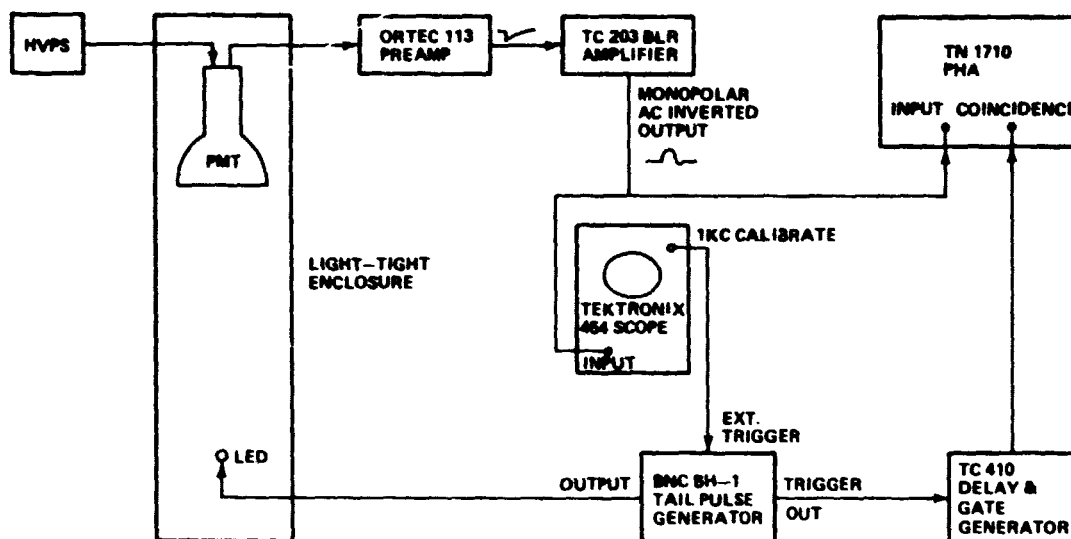 HVPS
ORTEC 113
PREAMP
TC 203 BLR
AMPLIFIER
TN 1710
PHA
INPUT COINCIDENCE
MONOPOLAR
AC INVERTED
OUTPUT
PMT
1KC CALIBRATE
LIGHT-TIGHT
ENCLOSURE
TEKTRONIX
454 SCOPE
INPUT
EXT.
TRIGGER
LED
OUTPUT
BNC BH-1
TAIL PULSE
GENERATOR
TRIGGER
OUT
TC 410
DELAY &
GATE
GENERATOR